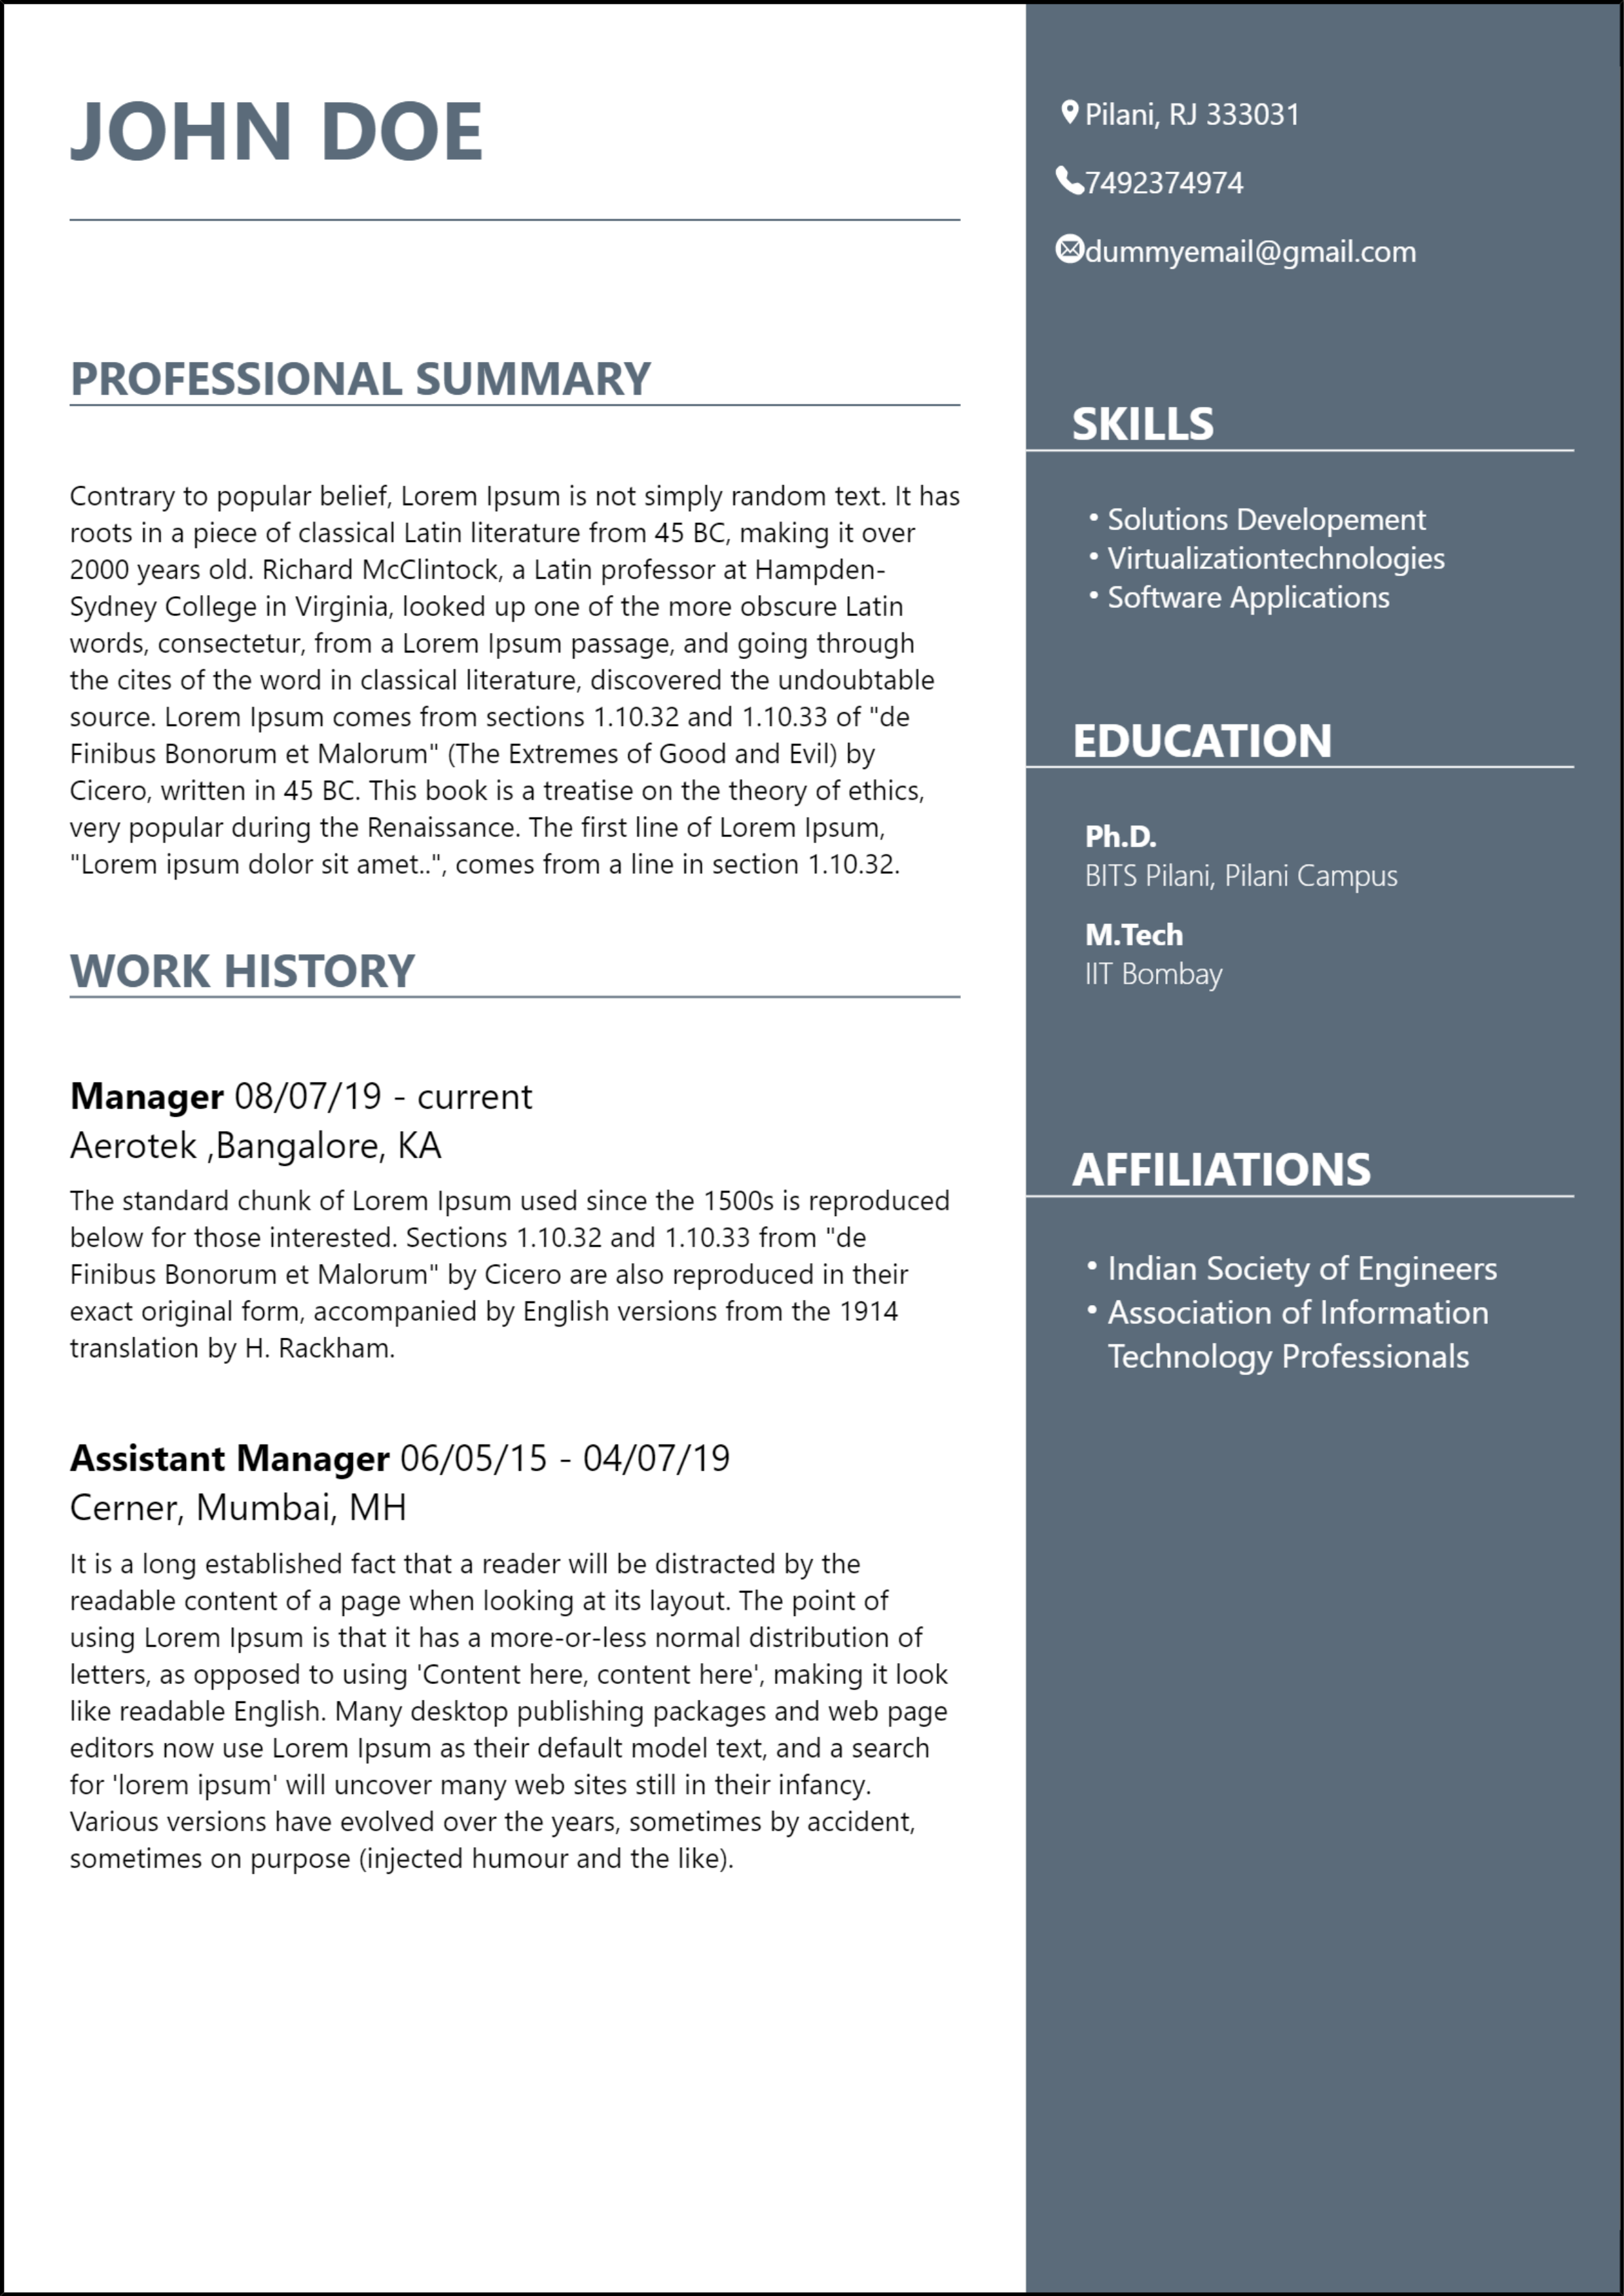 JOHN DOE
PROFESSIONAL SUMMARY
Contrary to popular belief, Lorem Ipsum is not simply random text. It has
roots in a piece of classical Latin literature from 45 BC, making it over
2000 years old. Richard McClintock, a Latin professor at Hampden-
Sydney College in Virginia, looked up one of the more obscure Latin
words, consectetur, from a Lorem Ipsum passage, and going through
the cites of the word in classical literature, discovered the undoubtable
source. Lorem Ipsum comes from sections 1.10.32 and 1.10.33 of "de
Finibus Bonorum et Malorum" (The Extremes of Good and Evil) by
Cicero, written in 45 BC. This book is a treatise on the theory of ethics,
very popular during the Renaissance. The first line of Lorem Ipsum,
"Lorem ipsum dolor sit amet..", comes from a line in section 1.10.32.
WORK HISTORY
Manager 08/07/19 - current
Aerotek ,Bangalore, KA
The standard chunk of Lorem Ipsum used since the 1500s is reproduced
below for those interested. Sections 1.10.32 and 1.10.33 from "de
Finibus Bonorum et Malorum" by Cicero are also reproduced in their
exact original form, accompanied by English versions from the 1914
translation by H. Rackham.
Assistant Manager 06/05/15 - 04/07/19
Cerner, Mumbai, MH
It is a long established fact that a reader will be distracted by the
readable content of a page when looking at its layout. The point of
using Lorem Ipsum is that it has a more-or-less normal distribution of
letters, as opposed to using 'Content here, content here', making it look
like readable English. Many desktop publishing packages and web page
editors now use Lorem Ipsum as their default model text, and a search
for 'lorem ipsum' will uncover many web sites still in their infancy.
Various versions have evolved over the years, sometimes by accident,
sometimes on purpose (injected humour and the like).
Pilani, RJ 333031
7492374974
dummyemail@gmail.com
SKILLS
• Solutions Developement
• Virtualizationtechnologies
• Software Applications
EDUCATION
Ph.D.
BITS Pilani, Pilani Campus
M.Tech
IIT Bombay
AFFILIATIONS
• Indian Society of Engineers
• Association of Information
Technology Professionals